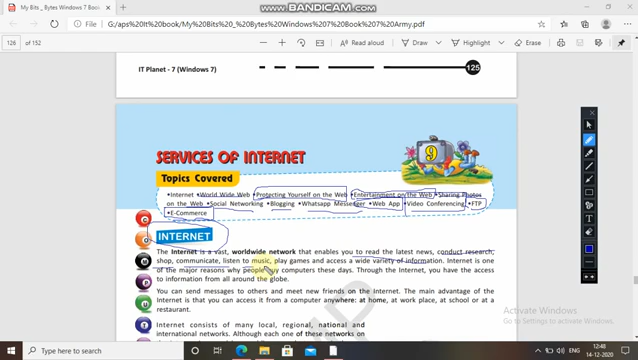 WWW.BANDICAM.COM
My Bits _ Bytes Windows 7 Book
G:/aps%20It%20book/My%20Bits%20_%20Bytes%20Windows%207%20Book%20%20Army.pdf
126 of 152
Read aloud
Draw
Highlight
Erase
IT Planet - 7 (Windows 7)
125
SERVICES OF INTERNET
9
Topics Covered
•Internet •World Wide Web •Protecting Yourself on the Web •Entertainment on the Web •Sharing Photos
on the Web •Social Networking •Blogging •Whatsapp Messenger •Web App •Video Conferencing •FTP
•E-Commerce
INTERNET
The Internet is a vast, worldwide network that enables you to read the latest news, conduct research,
shop, communicate, listen to music, play games and access a wide variety of information. Internet is one
of the major reasons why people buy computers these days. Through the Internet, you have the access
to information from all around the globe.
You can send messages to others and meet new friends on the Internet. The main advantage of the
Internet is that you can access it from a computer anywhere: at home, at work place, at school or at a
restaurant.
Internet consists of many local, regional, national and
international networks. Although each one of these networks on
C
O
M
P
U
T
Activate Windows
Go to Settings to activate Windows.
12:48
14-12-2020